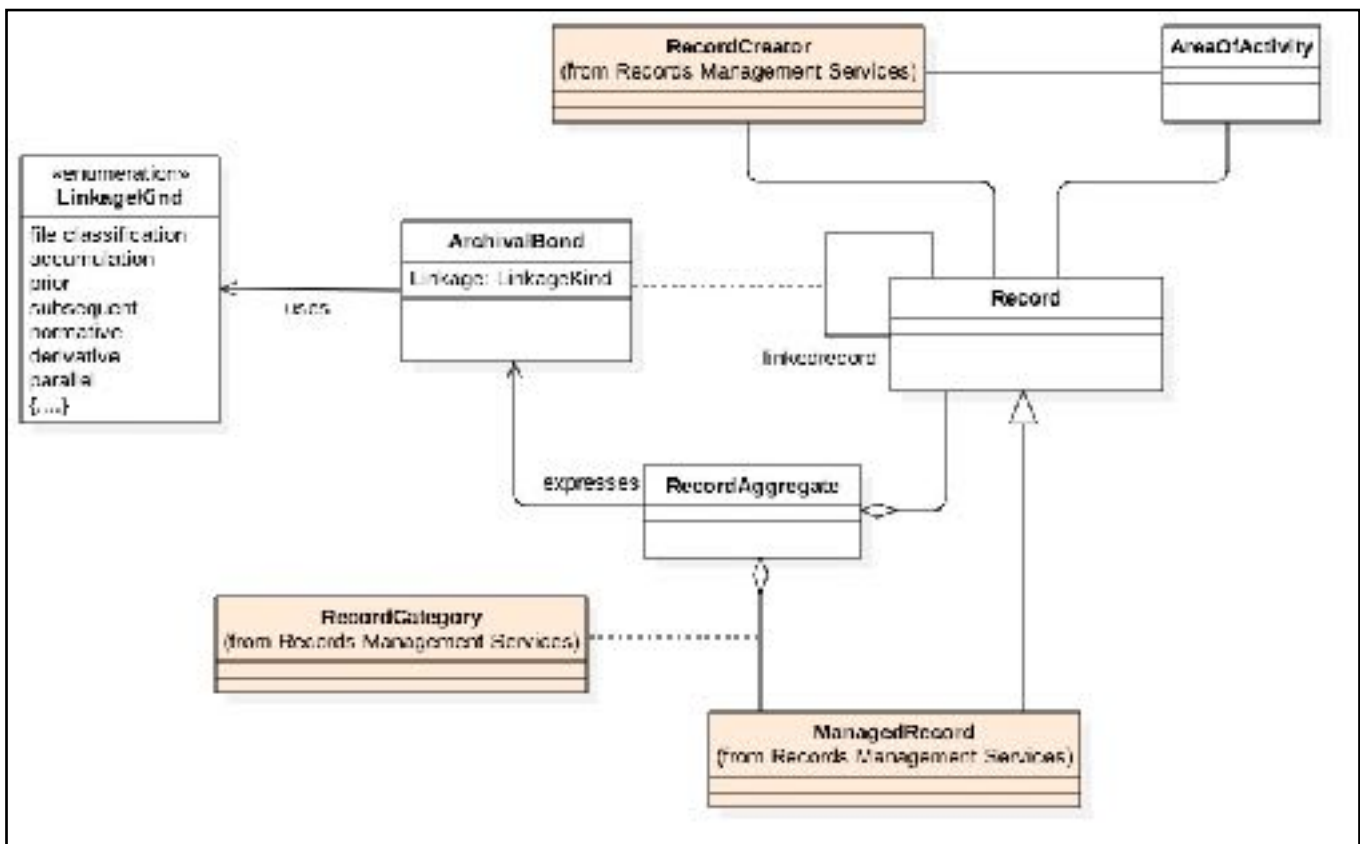 RecordCreator
(from Records Management Services)
AreaOfActivity
«enumeration»
LinkageKind
file classification
accumulation
prior
subsequent
normative
derivative
parallel
{....}
ArchivalBond
Linkage: LinkageKind
uses
Record
linkedrecord
expresses
RecordAggregate
RecordCategory
(from Records Management Services)
ManagedRecord
(from Records Management Services)